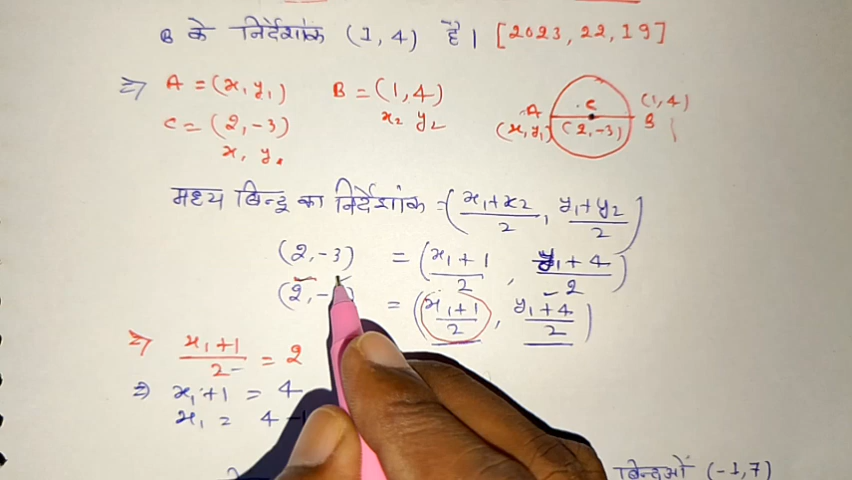 B के निर्देशांक (1, 4) है। [2023, 22, 19]
⇒ A = (x₁, y₁) B = (1, 4)
x₂ y₂
C = (2, -3)
x, y.
A C (1, 4)
(x₁, y₁) (2, -3) B
मध्य बिन्दू का निर्देशांक = (x₁+x₂/2, y₁+y₂/2)
(2, -3) = (x₁+1/2, y₁+4/2)
(2, - = (x₁+1/2, y₁+4/2)
⇒ x₁+1/2 = 2
⇒ x₁+1 = 4
x₁ = 4-1
बिन्दुओं (-1, 7)